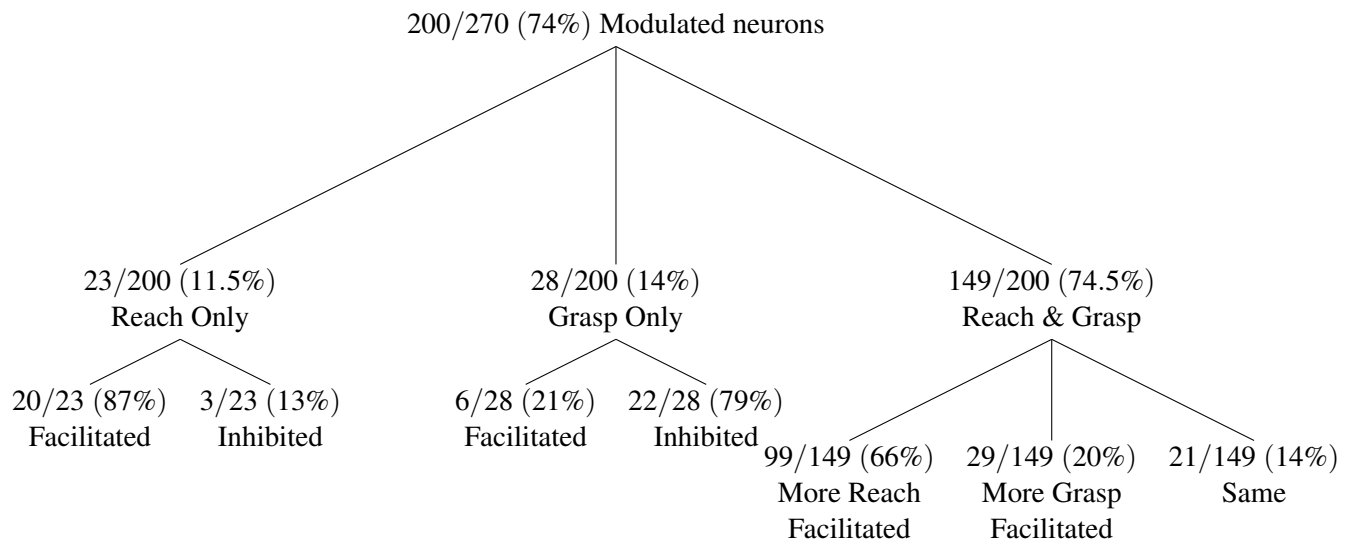 200/270 (74%) Modulated neurons
23/200 (11.5%)
Reach Only
28/200 (14%)
Grasp Only
149/200 (74.5%)
Reach & Grasp
20/23 (87%)
Facilitated
3/23 (13%)
Inhibited
6/28 (21%)
Facilitated
22/28 (79%)
Inhibited
99/149 (66%)
More Reach
Facilitated
29/149 (20%)
More Grasp
Facilitated
21/149 (14%)
Same